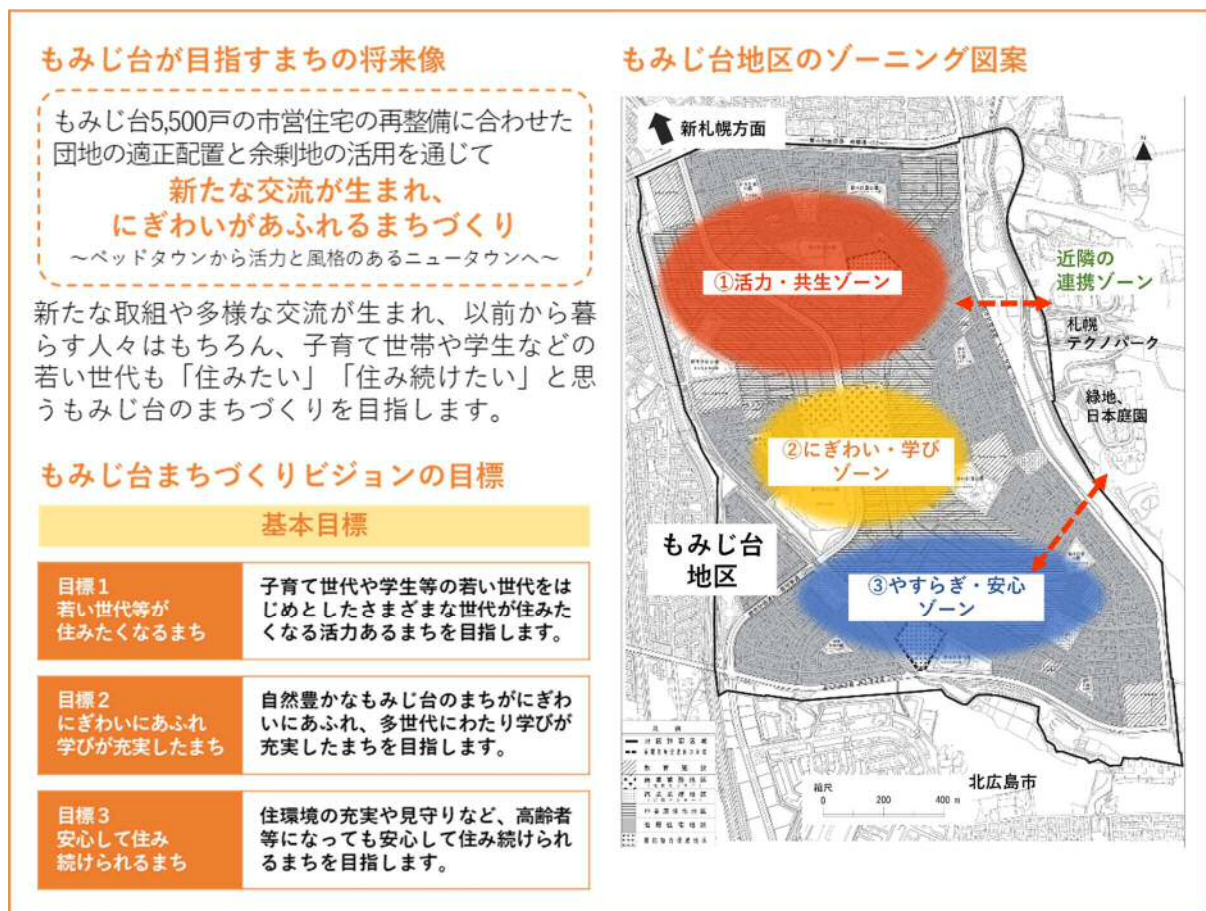 もみじ台が目指すまちの将来像
もみじ台5,500戸の市営住宅の再整備に合わせた
団地の適正配置と余剰地の活用を通じて
新たな交流が生まれ、
にぎわいがあふれるまちづくり
～ベッドタウンから活力と風格のあるニュータウンへ～
新たな取組や多様な交流が生まれ、以前から暮
らす人々はもちろん、子育て世帯や学生などの
若い世代も「住みたい」「住み続けたい」と思
うもみじ台のまちづくりを目指します。
もみじ台まちづくりビジョンの目標
基本目標
目標１
若い世代等が
住みたくなるまち
子育て世代や学生等の若い世代をは
じめとしたさまざまな世代が住みた
くなる活力あるまちを目指します。
目標２
にぎわいにあふれ
学びが充実したまち
自然豊かなもみじ台のまちがにぎ
わいにあふれ、多世代にわたり学びが
充実したまちを目指します。
目標３
安心して住み
続けられるまち
住環境の充実や見守りなど、高齢者
等になっても安心して住み続けられ
るまちを目指します。
もみじ台地区のゾーニング図案
新札幌方面
①活力・共生ゾーン
近隣の
連携ゾーン
札幌
テクノパーク
緑地、
日本庭園
②にぎわい・学び
ゾーン
もみじ台
地区
③やすらぎ・安心
ゾーン
北広島市
縮尺
0 200 400 m